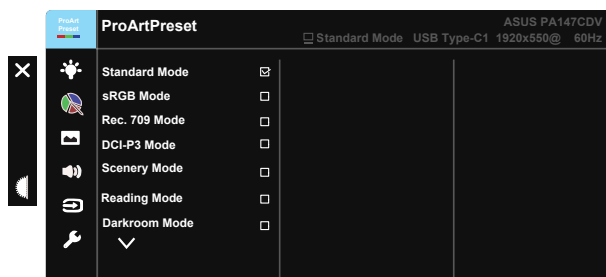 ProArt
Preset
ProArtPreset
ASUS PA147CDV
Standard Mode USB Type-C1 1920x550@ 60Hz
Standard Mode
sRGB Mode
Rec. 709 Mode
DCI-P3 Mode
Scenery Mode
Reading Mode
Darkroom Mode